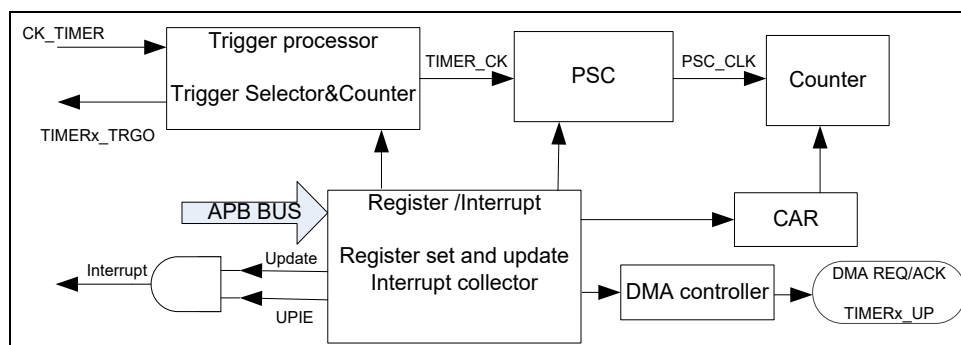 CK_TIMER
Trigger processor
Trigger Selector&Counter
TIMERx_TRGO
TIMER_CK
PSC
PSC_CLK
Counter
APB BUS
Register /Interrupt
Register set and update
Interrupt collector
CAR
Interrupt
Update
UPIE
DMA controller
DMA REQ/ACK
TIMERx_UP